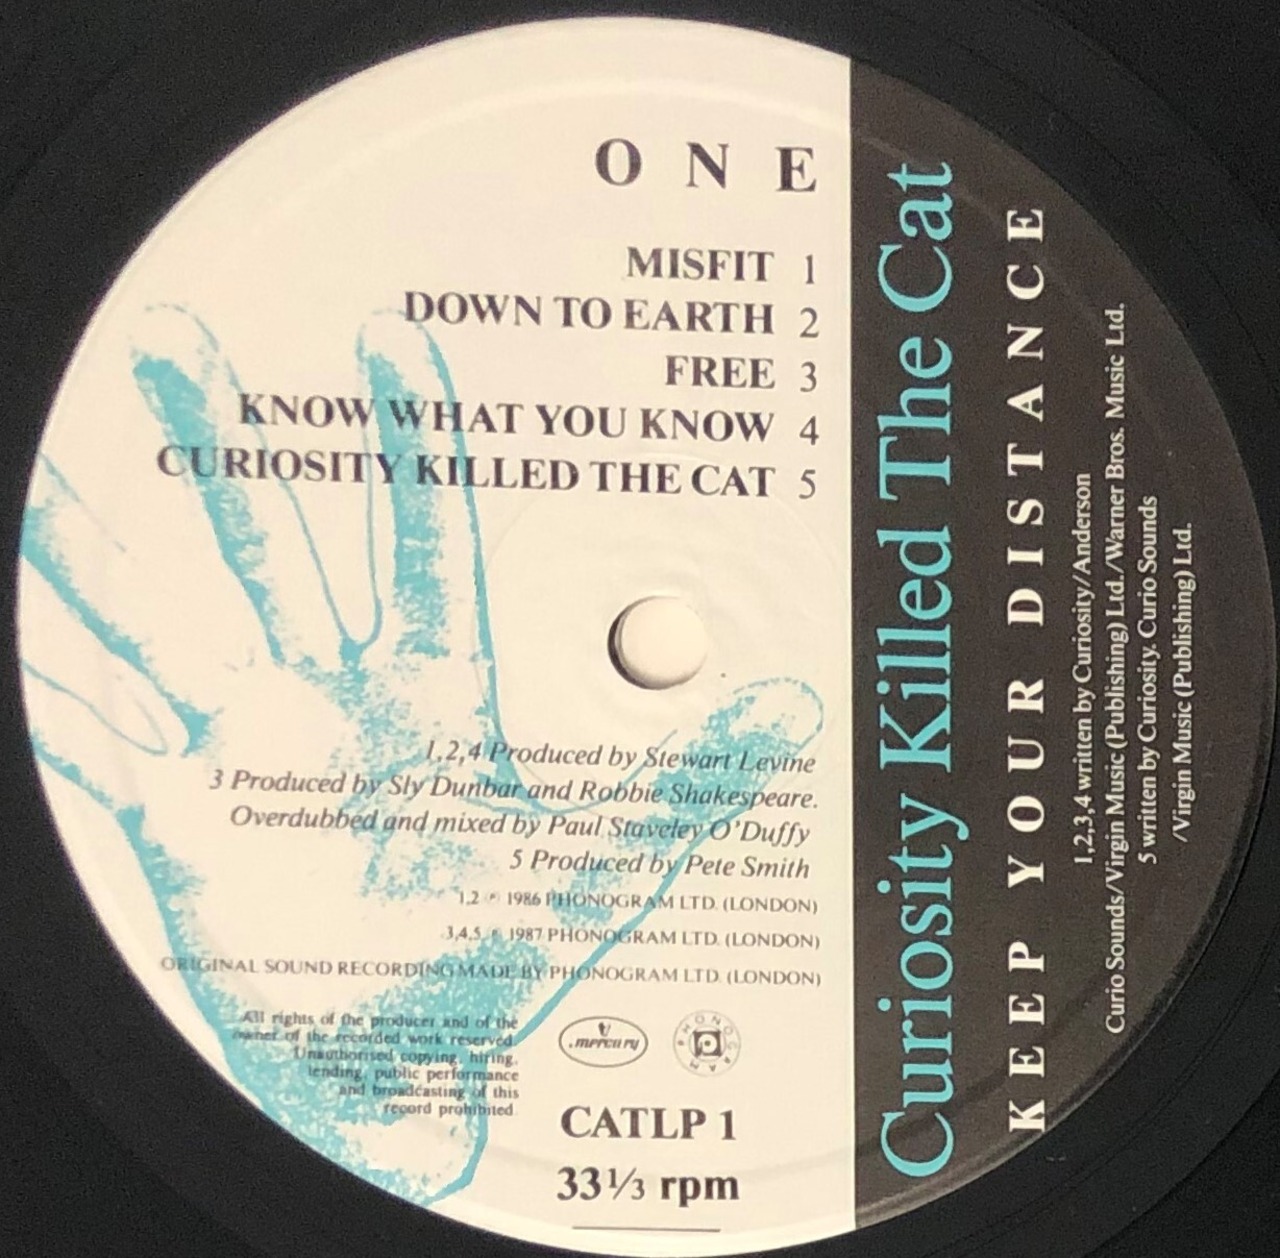 O N E
MISFIT 1
DOWN TO EARTH 2
FREE 3
KNOW WHAT YOU KNOW 4
CURIOSITY KILLED THE CAT 5
1,2,4 Produced by Stewart Levine
3 Produced by Sly Dunbar and Robbie Shakespeare.
Overdubbed and mixed by Paul Staveley O'Duffy
5 Produced by Pete Smith
1,2 ℗ 1986 PHONOGRAM LTD. (LONDON)
3,4,5 ℗ 1987 PHONOGRAM LTD. (LONDON)
ORIGINAL SOUND RECORDING MADE BY PHONOGRAM LTD. (LONDON)
All rights of the producer and of the
owner of the recorded work reserved.
Unauthorised copying, hiring,
lending, public performance
and broadcasting of this
record prohibited.
mercury
PHONOGRAM
CATLP 1
33⅓ rpm
Curiosity Killed The Cat
KEEP YOUR DISTANCE
1,2,3,4 written by Curiosity/Anderson
Curio Sounds/Virgin Music (Publishing) Ltd./Warner Bros. Music Ltd.
5 written by Curiosity. Curio Sounds
/Virgin Music (Publishing) Ltd.